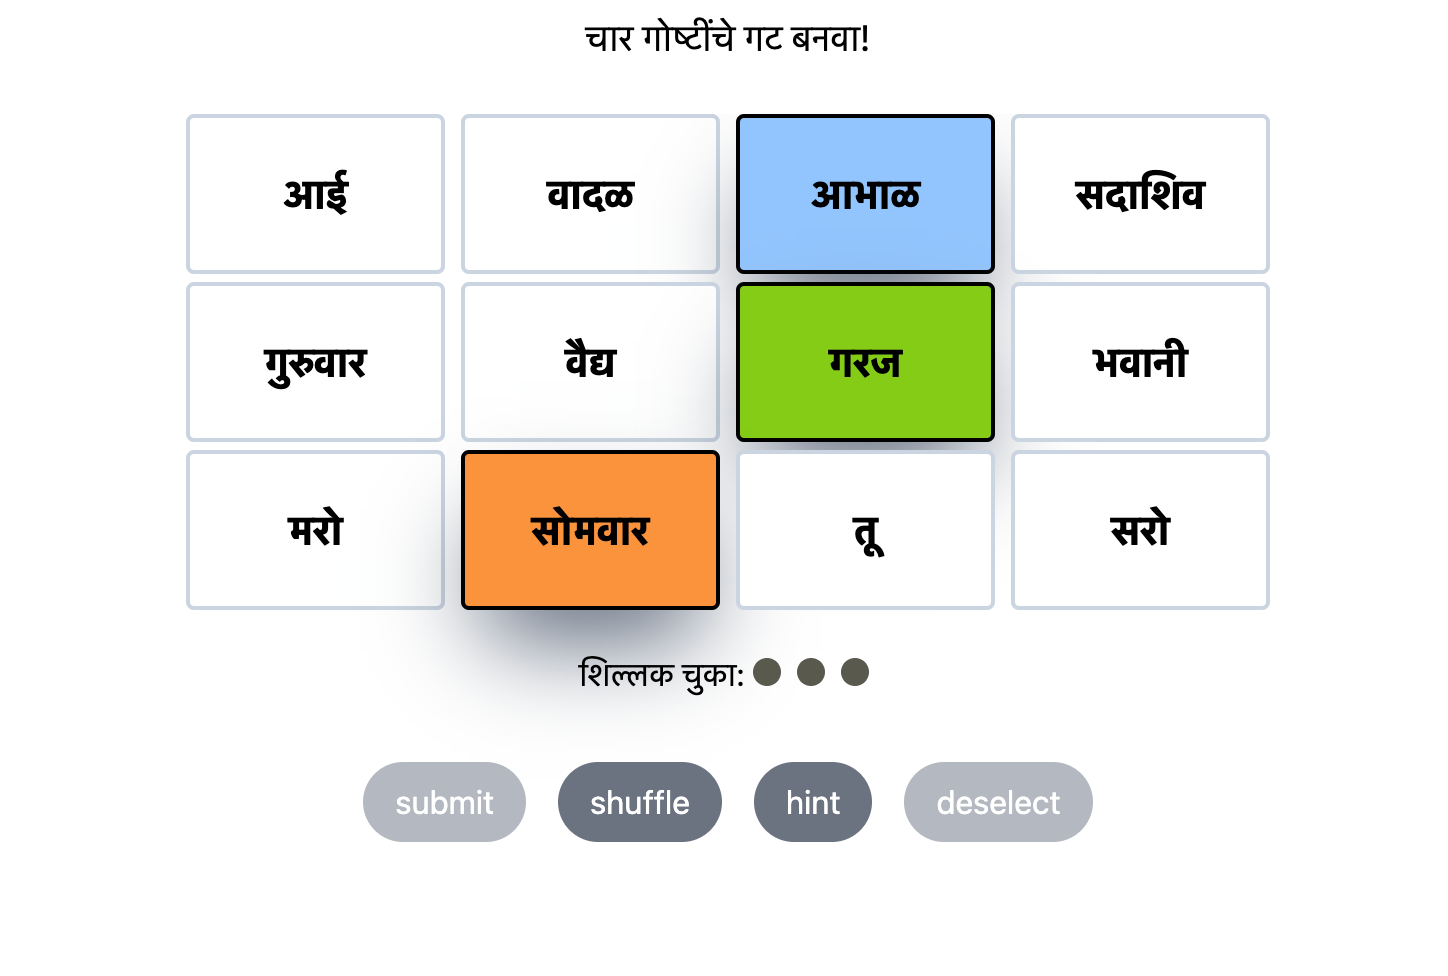 चार गोष्टींचे गट बनवा!
आई वादळ आभाळ सदाशिव
गुरुवार वैद्य गरज भवानी
मरो सोमवार तू सरो
शिल्लक चुका:
submit shuffle hint deselect